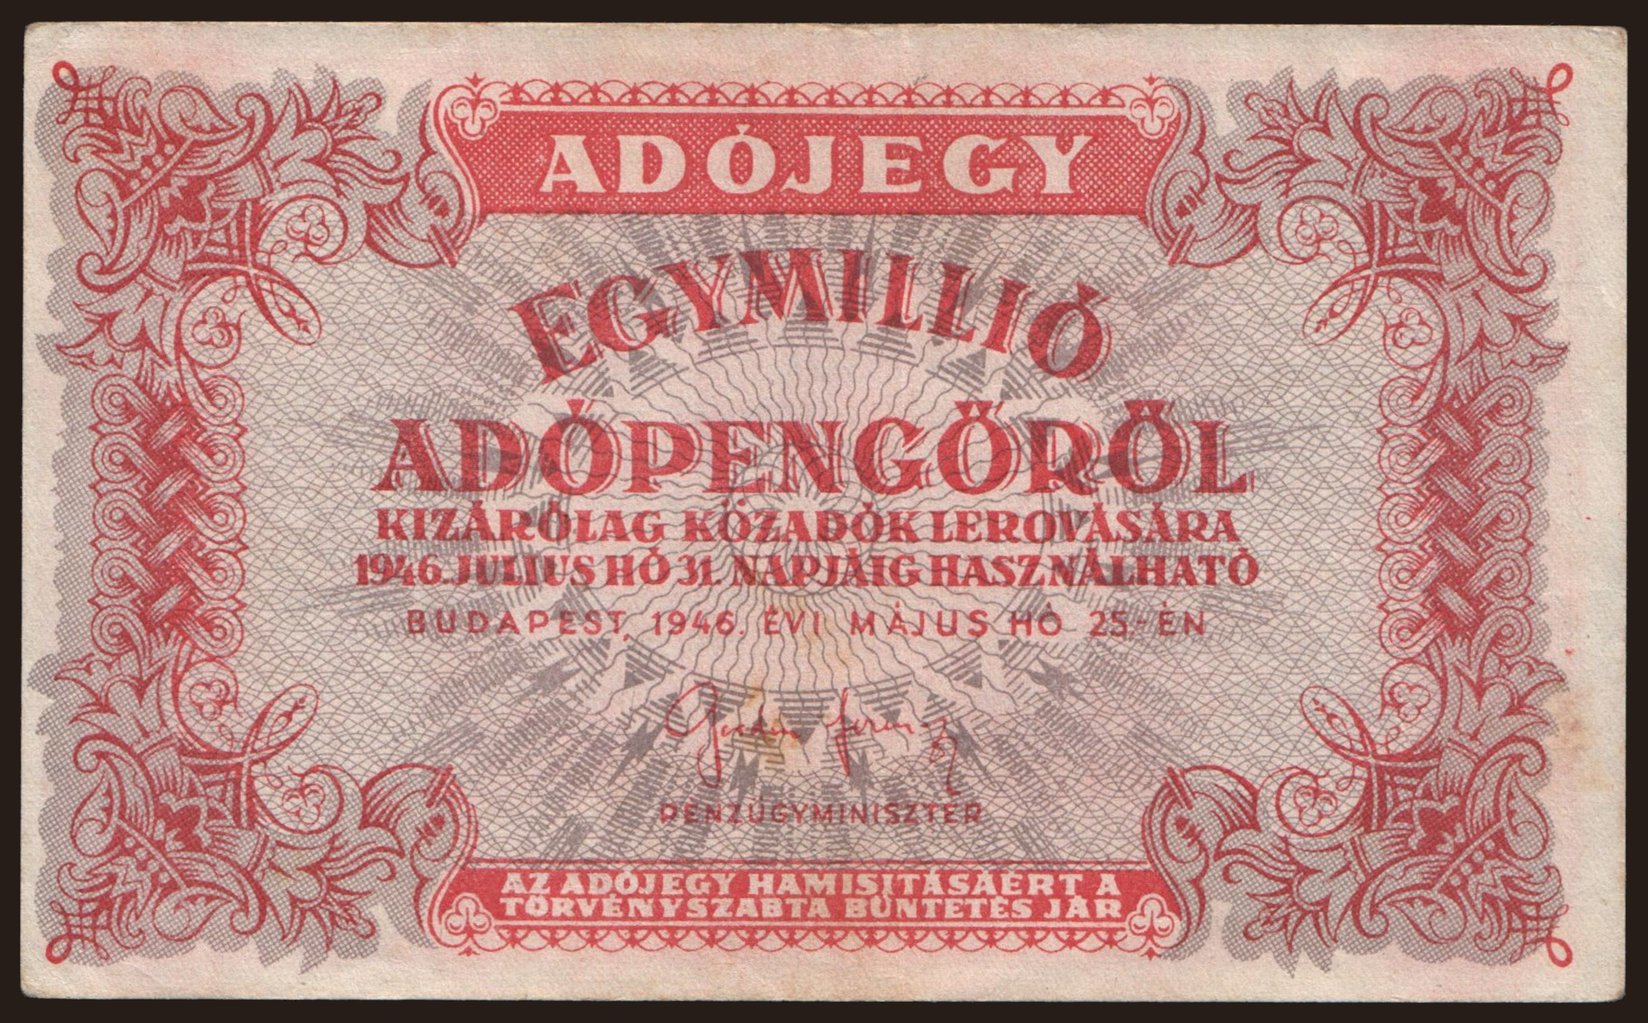 ADÓJEGY
EGYMILLIÓ
ADÓPENGŐRŐL
KIZÁRÓLAG KÖZADÓK LEROVÁSÁRA
1946. JULIUS HÓ 31. NAPJÁIG HASZNÁLHATÓ
BUDAPEST, 1946. ÉVI MÁJUS HÓ 25.-ÉN
PÉNZÜGYMINISZTER
AZ ADÓJEGY HAMISITÁSÁÉRT A
TÖRVÉNYSZABTA BÜNTETÉS JÁR